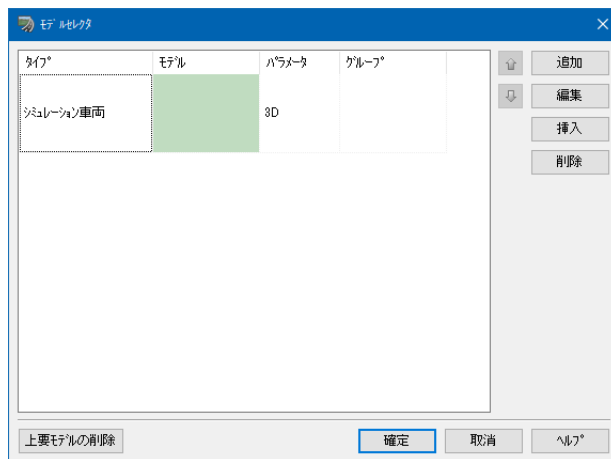 ﾓﾃﾞﾙｾﾚｸﾀ
ﾀｲﾌﾟ ﾓﾃﾞﾙ ﾊﾟﾗﾒｰﾀ ｸﾞﾙｰﾌﾟ
ｼﾐｭﾚｰｼｮﾝ車両 3D
追加
編集
挿入
削除
上要ﾓﾃﾞﾙの削除 確定 取消 ﾍﾙﾌﾟ